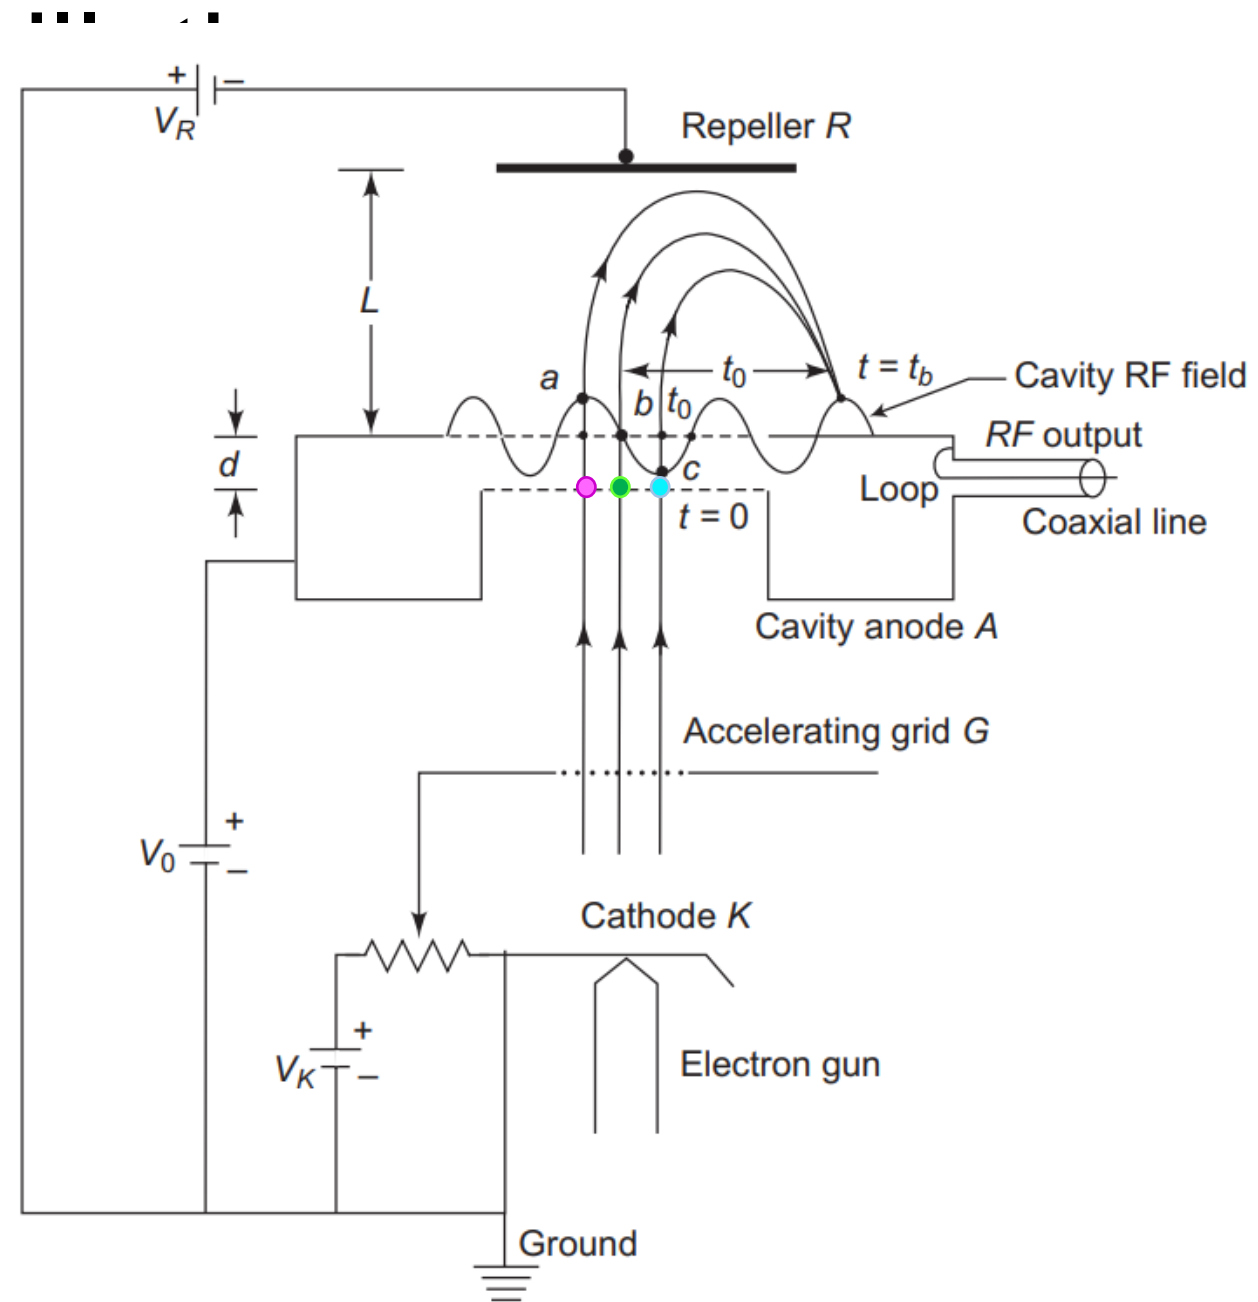 + –
V_R
Repeller R
L
a
b
t_0
t_0
t = t_b
Cavity RF field
d
c
RF output
Loop
t = 0
Coaxial line
Cavity anode A
Accelerating grid G
+
V_0
–
Cathode K
+
V_K
–
Electron gun
Ground